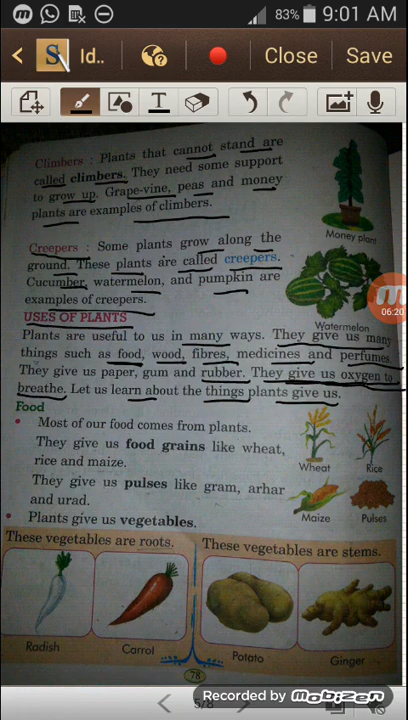 83% 9:01 AM
Id.. Close Save
Climbers : Plants that cannot stand are
called climbers. They need some support
to grow up. Grape-vine, peas and money
plants are examples of climbers.
Money plant
Creepers : Some plants grow along the
ground. These plants are called creepers.
Cucumber, watermelon, and pumpkin are
examples of creepers.
Watermelon
06:20
USES OF PLANTS
Plants are useful to us in many ways. They give us many
things such as food, wood, fibres, medicines and perfumes.
They give us paper, gum and rubber. They give us oxygen to
breathe. Let us learn about the things plants give us.
Food
• Most of our food comes from plants.
They give us food grains like wheat,
rice and maize.
Wheat Rice
They give us pulses like gram, arhar
and urad.
Maize Pulses
• Plants give us vegetables.
These vegetables are roots. These vegetables are stems.
Radish Carrol Potato Ginger
78
5/8
Recorded by mobizen